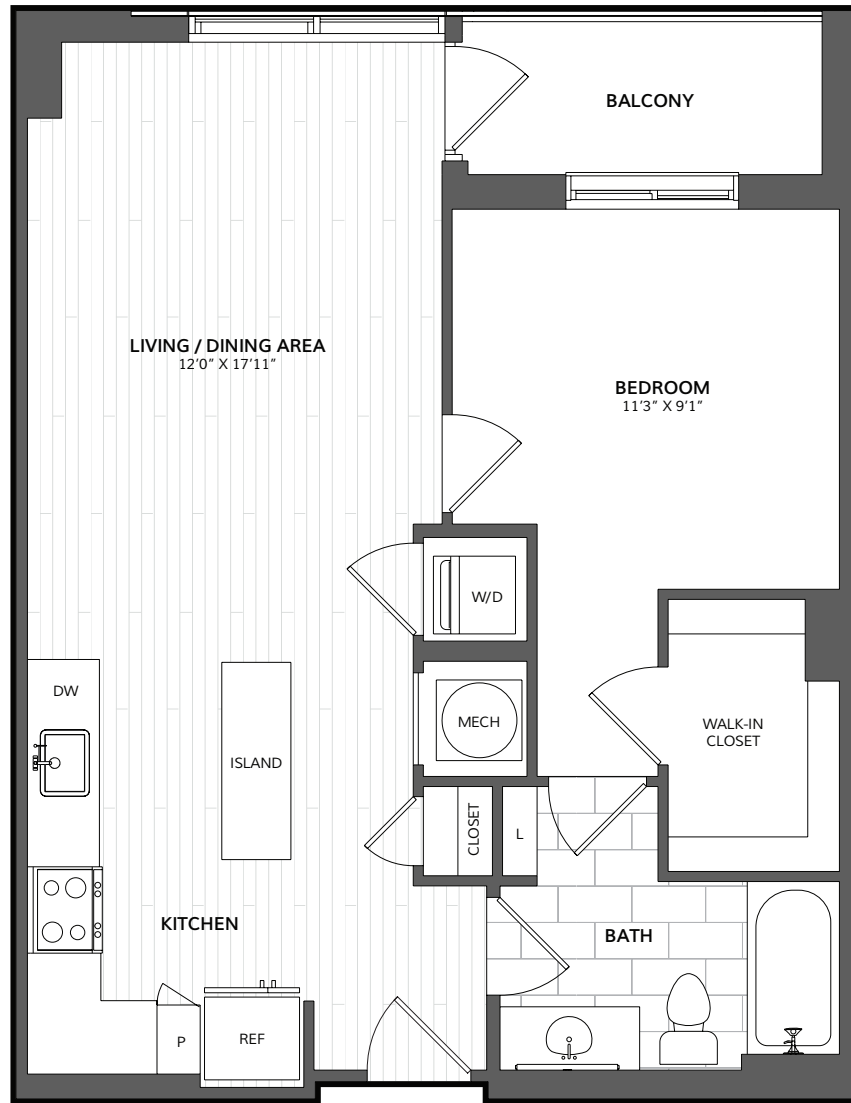 BALCONY
LIVING / DINING AREA
12'0" X 17'11"
BEDROOM
11'3" X 9'1"
W/D
DW
MECH
WALK-IN
CLOSET
ISLAND
CLOSET
L
KITCHEN
BATH
P
REF